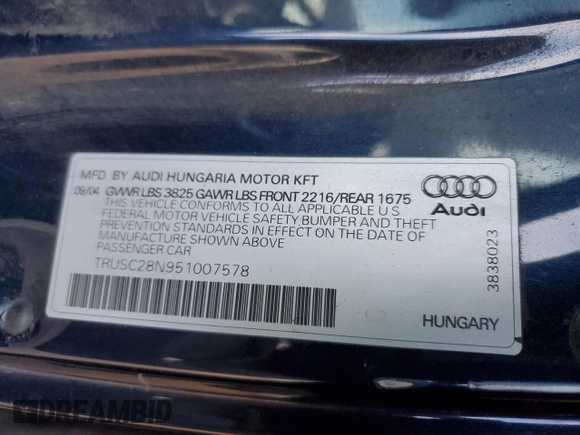 MFD. BY AUDI HUNGARIA MOTOR KFT
09/04 GVWR LBS 3825 GAWR LBS FRONT 2216/REAR 1675
THIS VEHICLE CONFORMS TO ALL APPLICABLE U S
FEDERAL MOTOR VEHICLE SAFETY BUMPER AND THEFT
PREVENTION STANDARDS IN EFFECT ON THE DATE OF
MANUFACTURE SHOWN ABOVE
PASSENGER CAR
TRUSC28N951007578
Audi
3838023
HUNGARY
DREAMBID